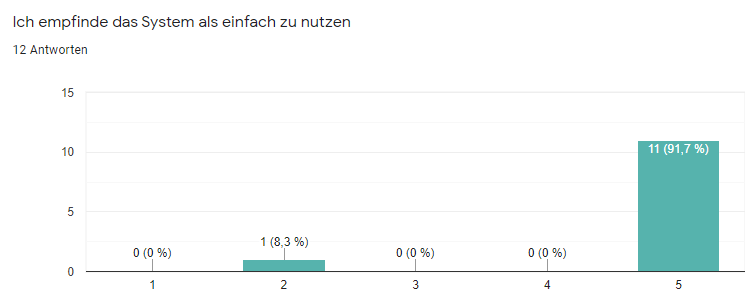 Ich empfinde das System als einfach zu nutzen
12 Antworten
15
10
5
0
0 (0 %)
1 (8,3 %)
0 (0 %)
0 (0 %)
11 (91,7 %)
1
2
3
4
5